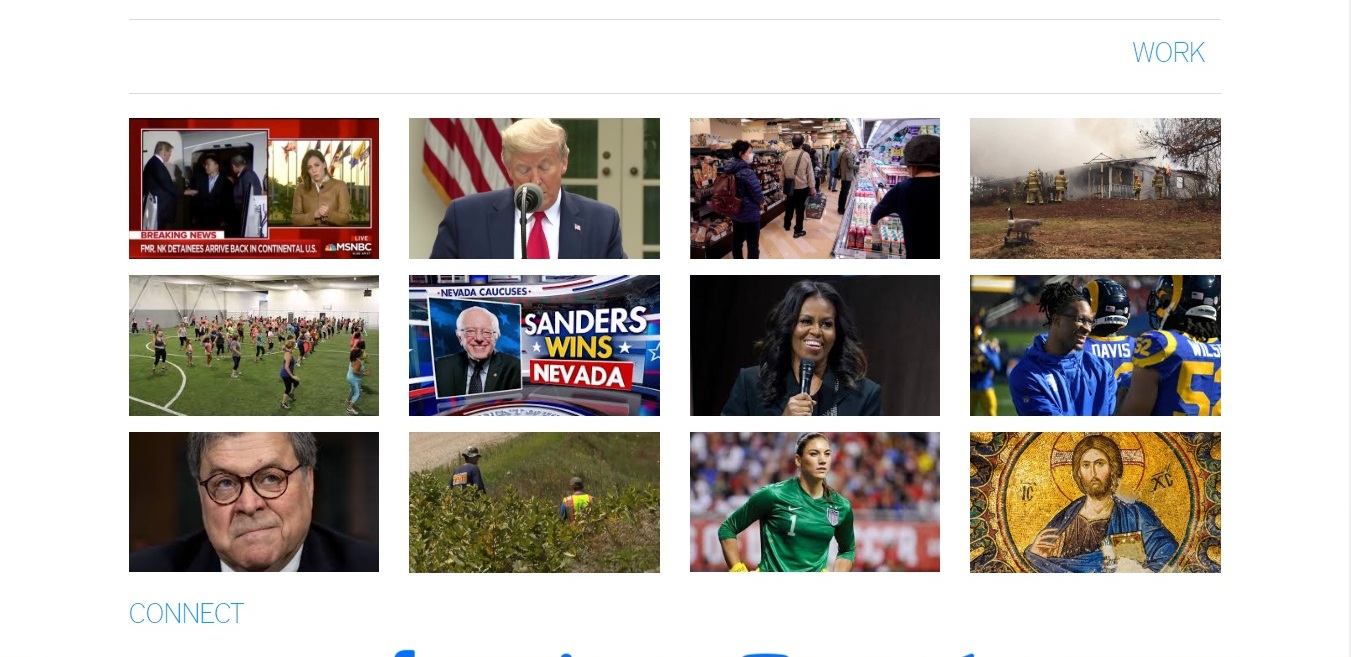 WORK
BREAKING NEWS
FMR. NK DETAINEES ARRIVE BACK IN CONTINENTAL U.S.
LIVE
MSNBC
NEVADA CAUCUSES
SANDERS
WINS
NEVADA
DAVIS
52
1
IC
XC
CONNECT